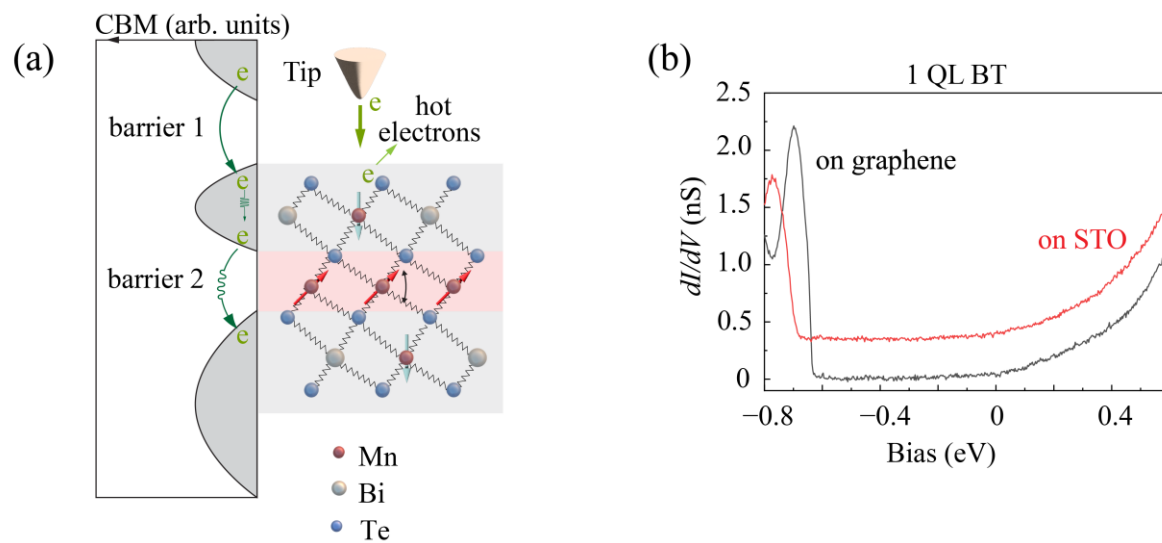 (a)
CBM (arb. units)
e
barrier 1
e
e
barrier 2
e
Tip
e
hot
electrons
e
Mn
Bi
Te
(b)
1 QL BT
dI/dV (nS)
2.5
2.0
1.5
1.0
0.5
0
on graphene
on STO
−0.8
−0.4
0
0.4
Bias (eV)